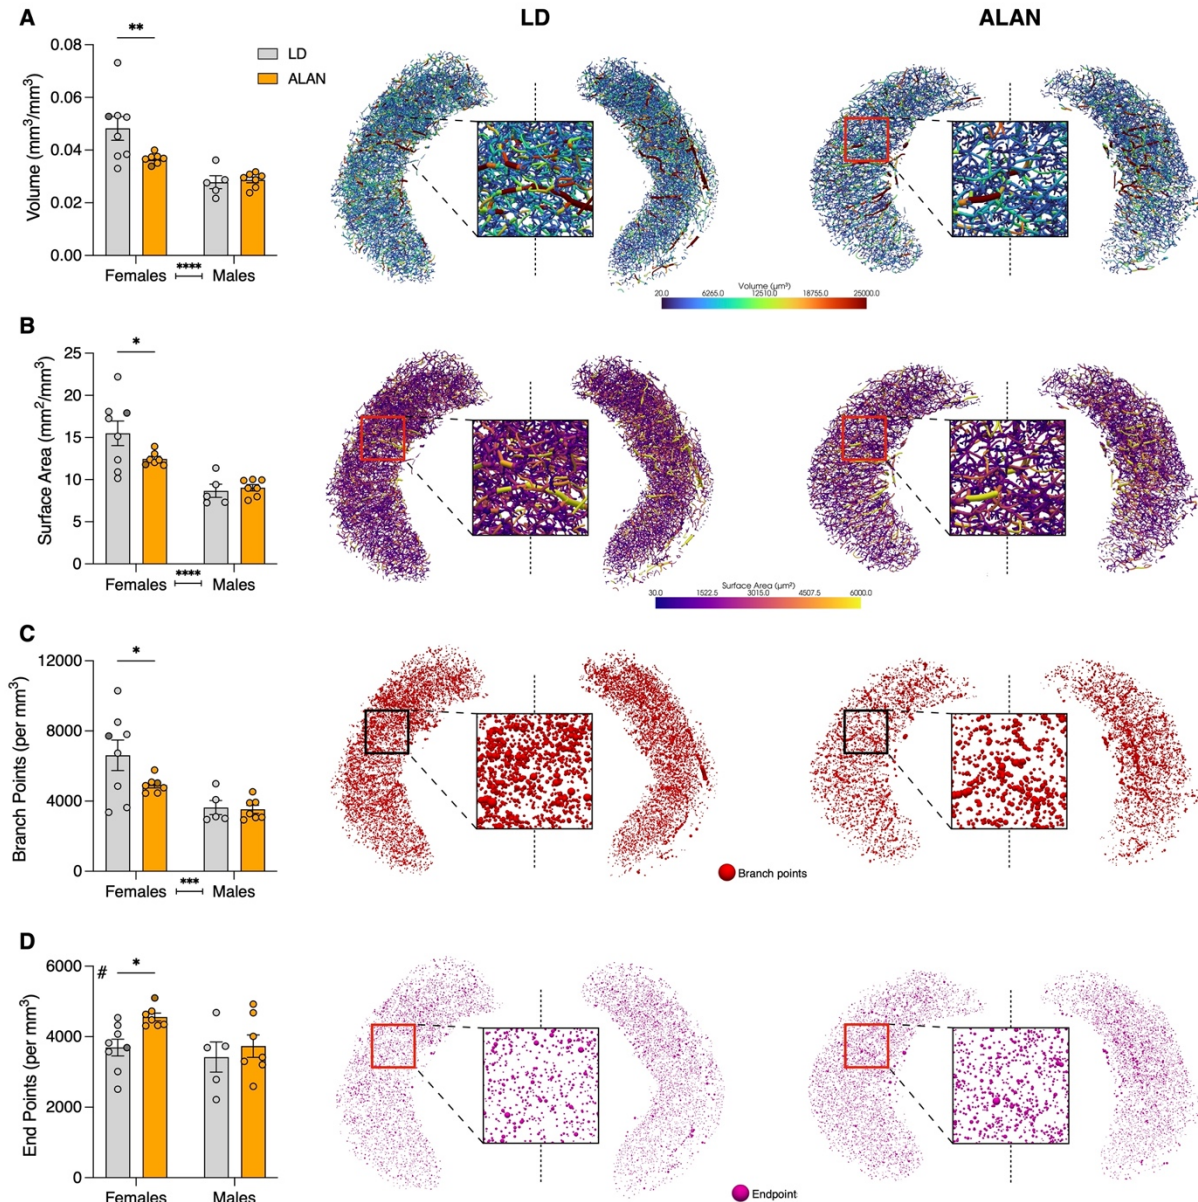 A
LD
ALAN
**
Volume (mm³/mm³)
0.08
0.06
0.04
0.02
0.00
LD
ALAN
Females
****
Males
Volume (µm³)
20.0 6265.0 12510.0 18755.0 25000.0
B
*
Surface Area (mm²/mm³)
25
20
15
10
5
0
Females
****
Males
Surface Area (µm²)
30.0 1522.5 3015.0 4507.5 6000.0
C
*
Branch Points (per mm³)
12000
8000
4000
0
Females
***
Males
Branch points
D
#
*
End Points (per mm³)
6000
4000
2000
0
Females
Males
Endpoint